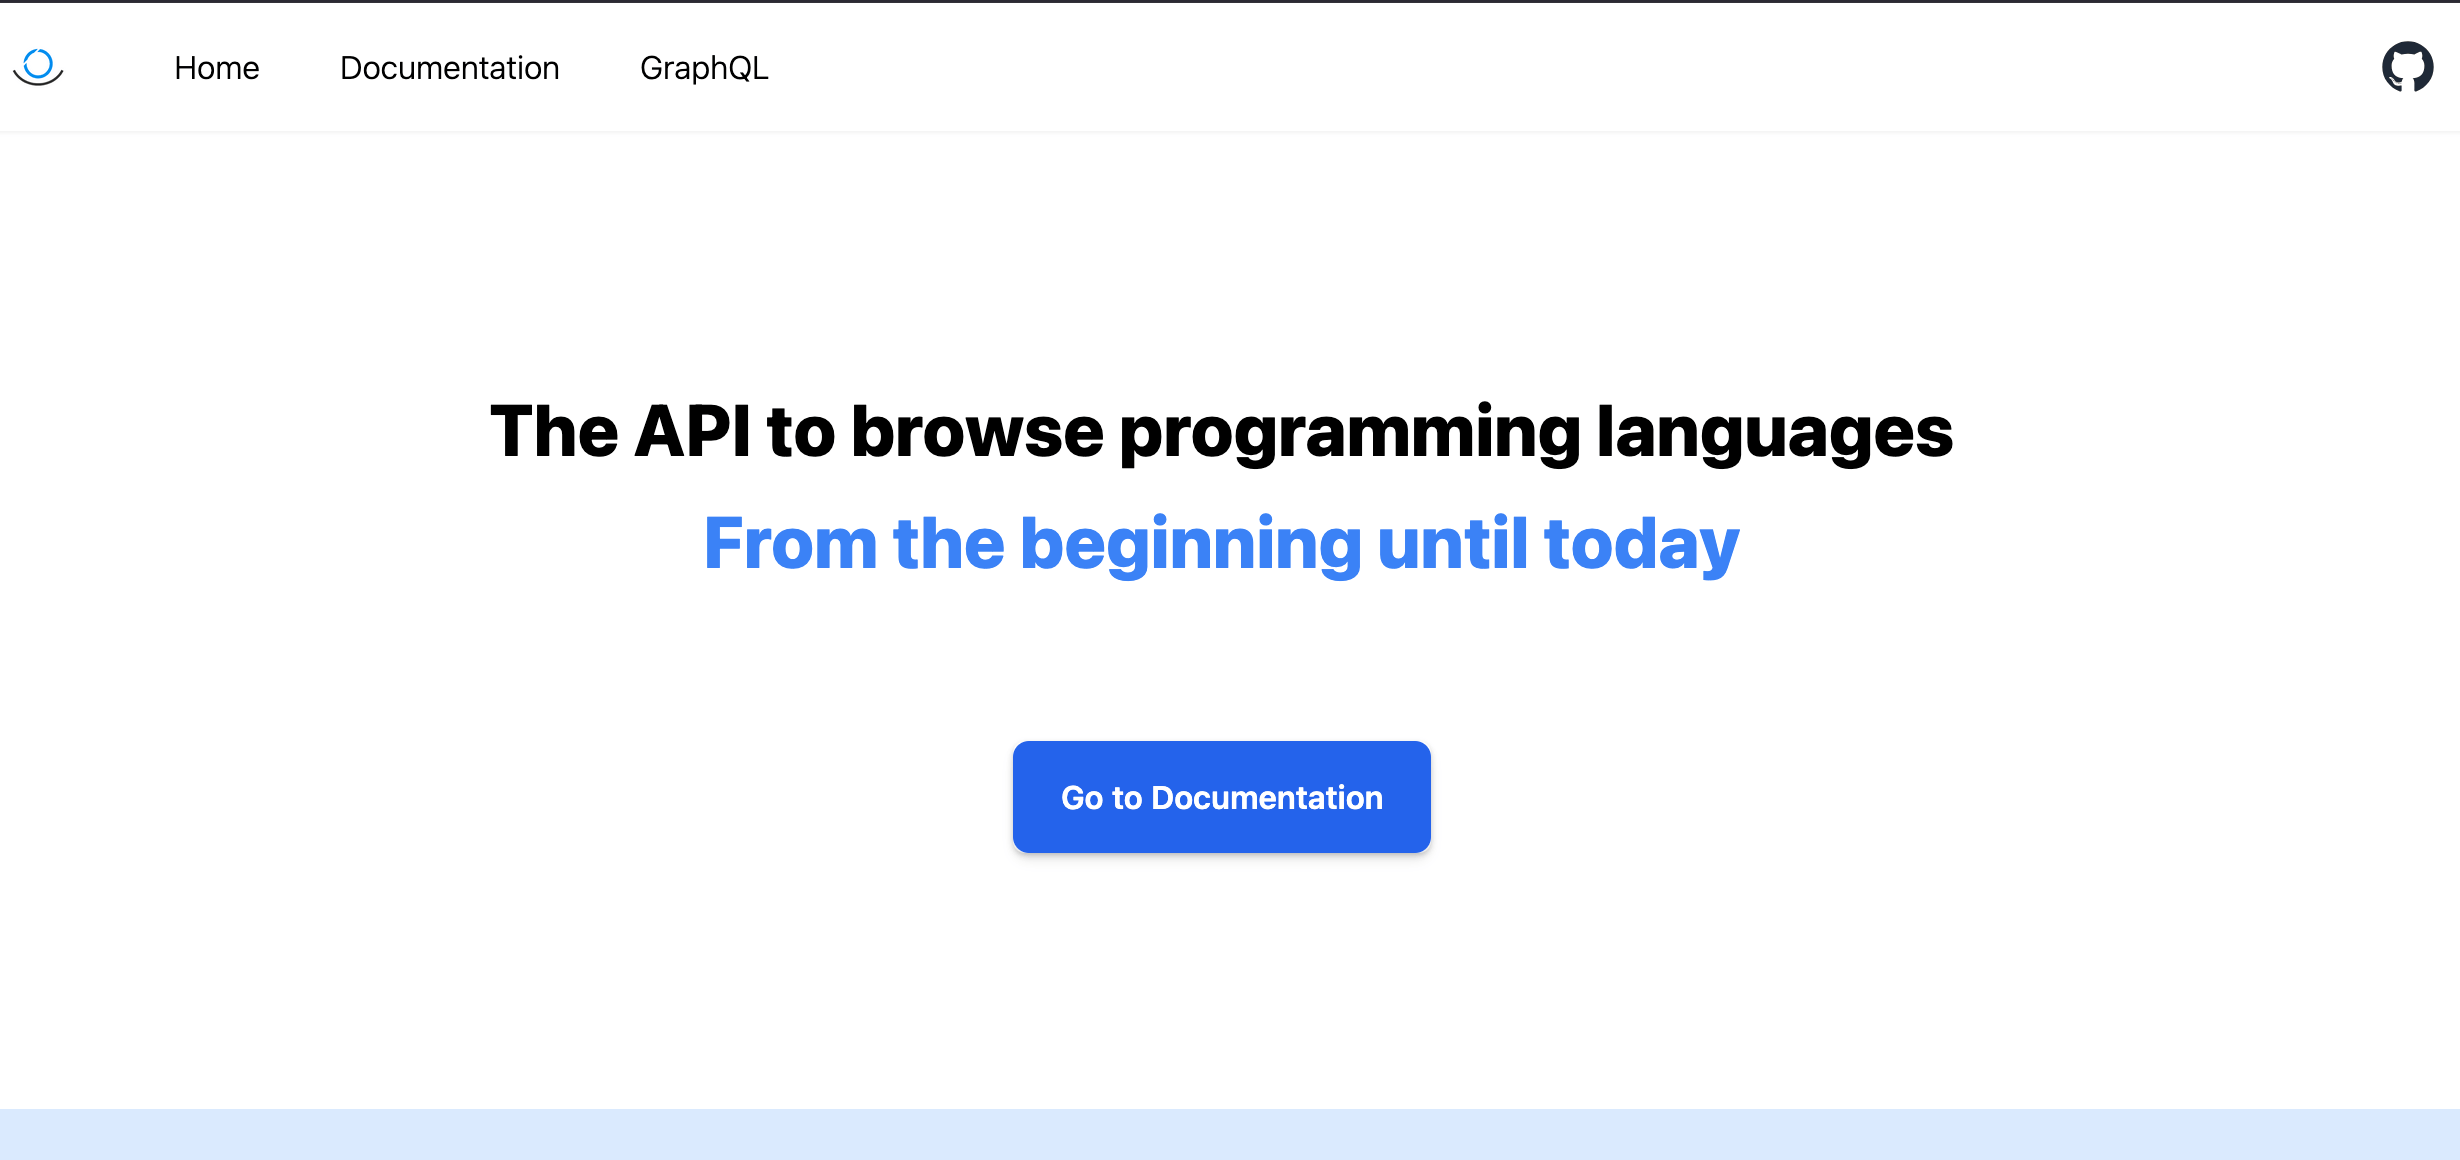 Home Documentation GraphQL
The API to browse programming languages
From the beginning until today
Go to Documentation